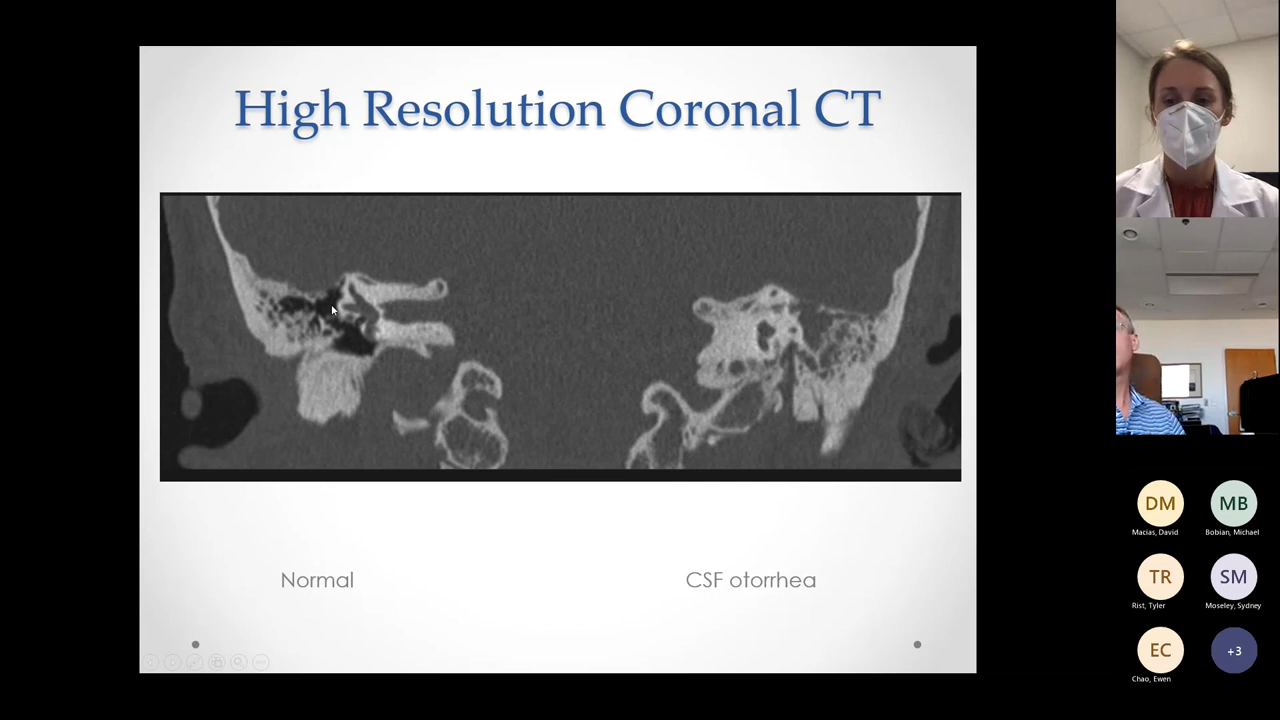 High Resolution Coronal CT
Normal
CSF otorrhea
DM
MB
Macias, David
Bobian, Michael
TR
SM
Rist, Tyler
Moseley, Sydney
EC
+3
Chao, Ewen